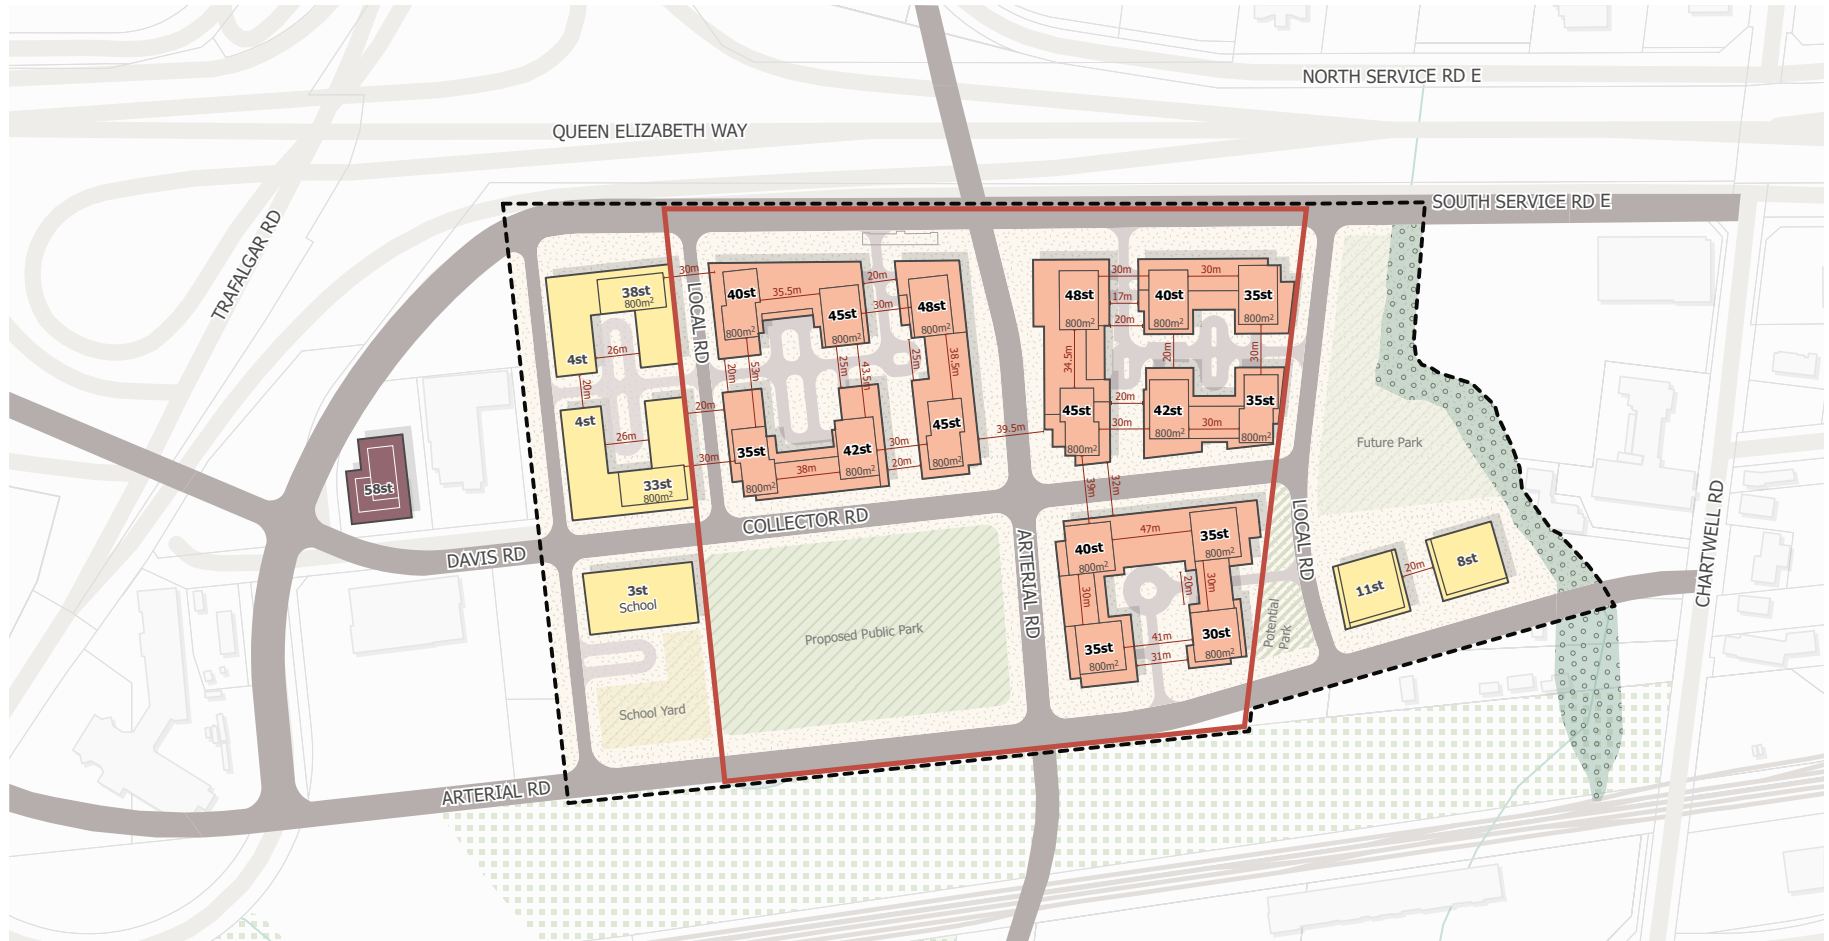 NORTH SERVICE RD E
QUEEN ELIZABETH WAY
SOUTH SERVICE RD E
TRAFALGAR RD
LOCAL RD
38st
800m²
30m
4st
26m
20m
4st
26m
33st
800m²
30m
20m
40st
800m²
35.5m
45st
800m²
20m
30m
48st
800m²
20m
53m
25m
43.5m
25m
38.5m
35st
800m²
38m
42st
800m²
30m
20m
45st
800m²
39.5m
48st
800m²
30m
17m
20m
40st
800m²
30m
35st
800m²
34.5m
20m
30m
45st
800m²
20m
30m
42st
800m²
30m
35st
800m²
39m
32m
58st
DAVIS RD
COLLECTOR RD
ARTERIAL RD
LOCAL RD
CHARTWELL RD
Future Park
3st
School
School Yard
Proposed Public Park
40st
800m²
47m
35st
800m²
30m
20m
30m
35st
800m²
41m
31m
30st
800m²
Potential
Park
11st
20m
8st
ARTERIAL RD